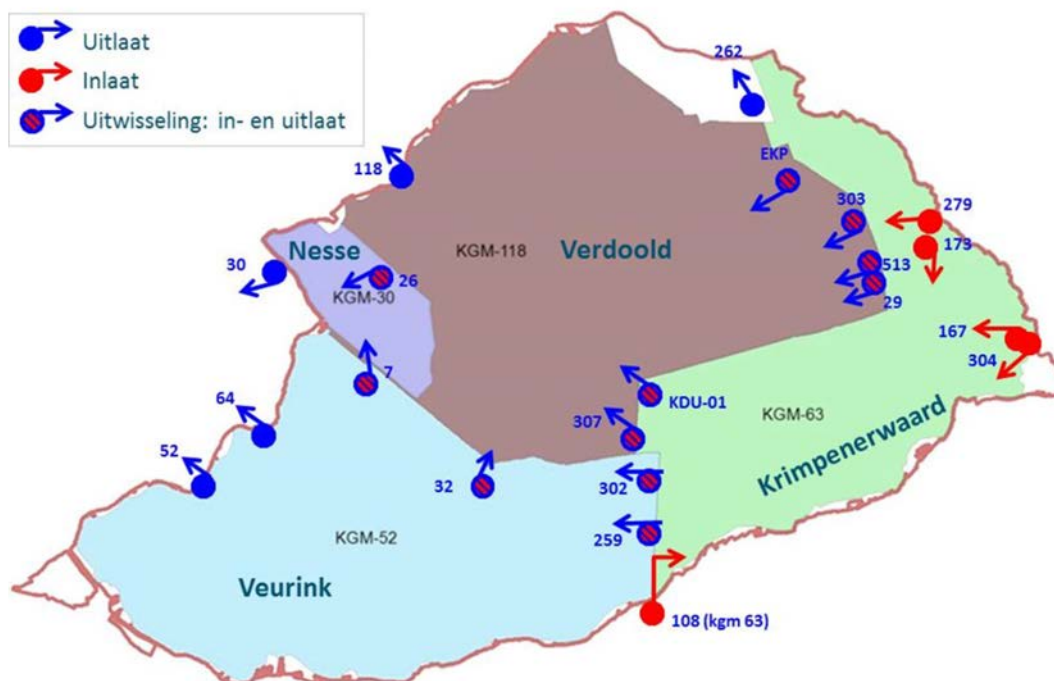 Uitlaat
Inlaat
Uitwisseling: in- en uitlaat
262
118
EKP
303
279
173
Nesse
KGM-118
Verdoold
30
26
513
KGM-30
29
167
304
7
64
KDU-01
KGM-63
307
52
Krimpenerwaard
32
302
KGM-52
259
Veurink
108 (kgm 63)